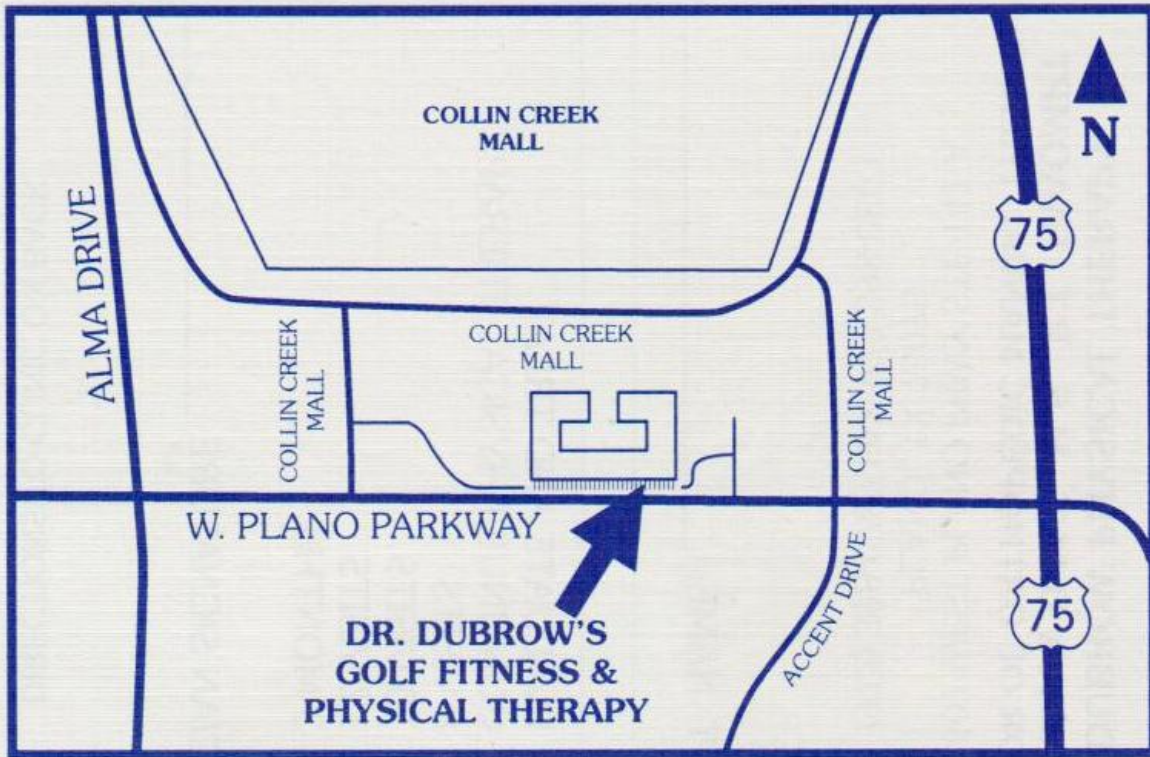 COLLIN CREEK
MALL
N
ALMA DRIVE
75
COLLIN CREEK
MALL
COLLIN CREEK
MALL
COLLIN CREEK
MALL
W. PLANO PARKWAY
DR. DUBROW'S
GOLF FITNESS &
PHYSICAL THERAPY
ACCENT DRIVE
75